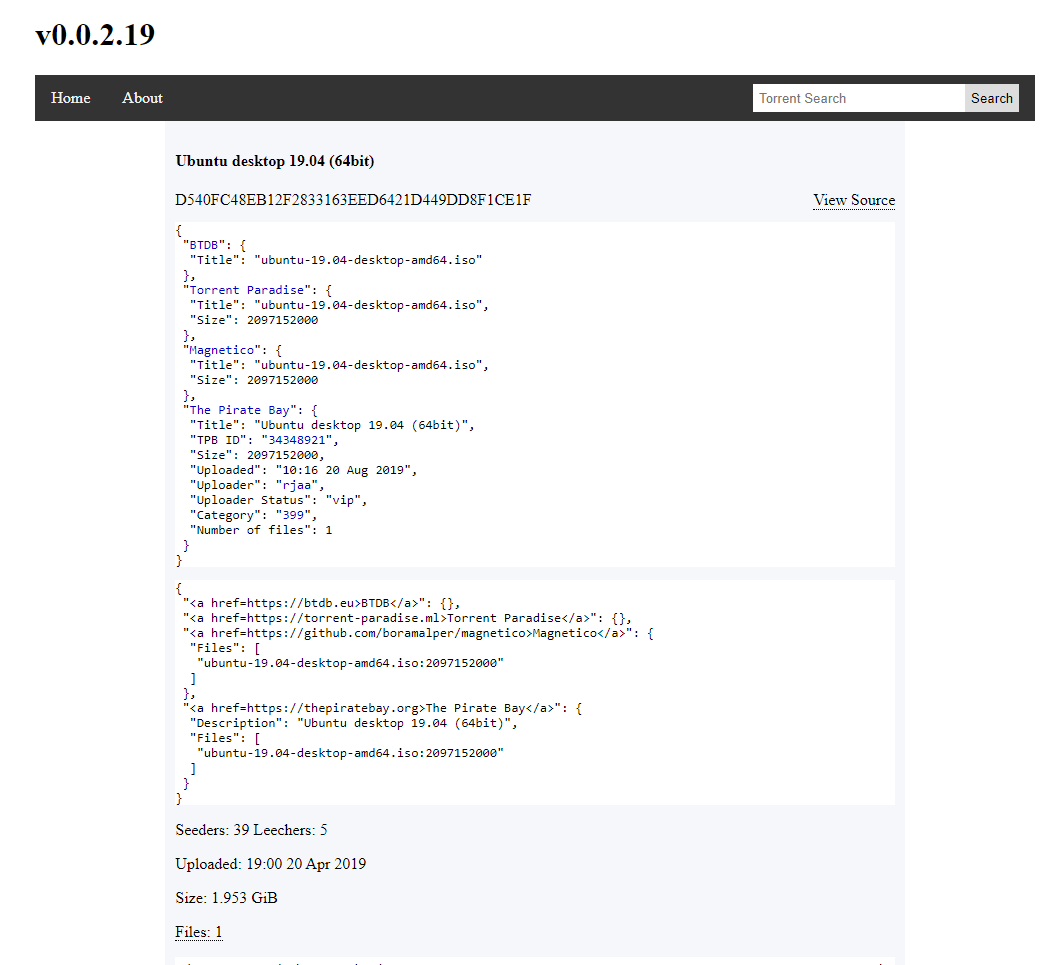 v0.0.2.19
Home About Torrent Search Search
Ubuntu desktop 19.04 (64bit)
D540FC48EB12F2833163EED6421D449DD8F1CE1F View Source
{
"BTDB": {
"Title": "ubuntu-19.04-desktop-amd64.iso"
},
"Torrent Paradise": {
"Title": "ubuntu-19.04-desktop-amd64.iso",
"Size": 2097152000
},
"Magnetico": {
"Title": "ubuntu-19.04-desktop-amd64.iso",
"Size": 2097152000
},
"The Pirate Bay": {
"Title": "Ubuntu desktop 19.04 (64bit)",
"TPB ID": "34348921",
"Size": 2097152000,
"Uploaded": "10:16 20 Aug 2019",
"Uploader": "rjaa",
"Uploader Status": "vip",
"Category": "399",
"Number of files": 1
}
}
{
"<a href=https://btdb.eu>BTDB</a>": {},
"<a href=https://torrent-paradise.ml>Torrent Paradise</a>": {},
"<a href=https://github.com/boramalper/magnetico>Magnetico</a>": {
"Files": [
"ubuntu-19.04-desktop-amd64.iso:2097152000"
]
},
"<a href=https://thepiratebay.org>The Pirate Bay</a>": {
"Description": "Ubuntu desktop 19.04 (64bit)",
"Files": [
"ubuntu-19.04-desktop-amd64.iso:2097152000"
]
}
}
Seeders: 39 Leechers: 5
Uploaded: 19:00 20 Apr 2019
Size: 1.953 GiB
Files: 1